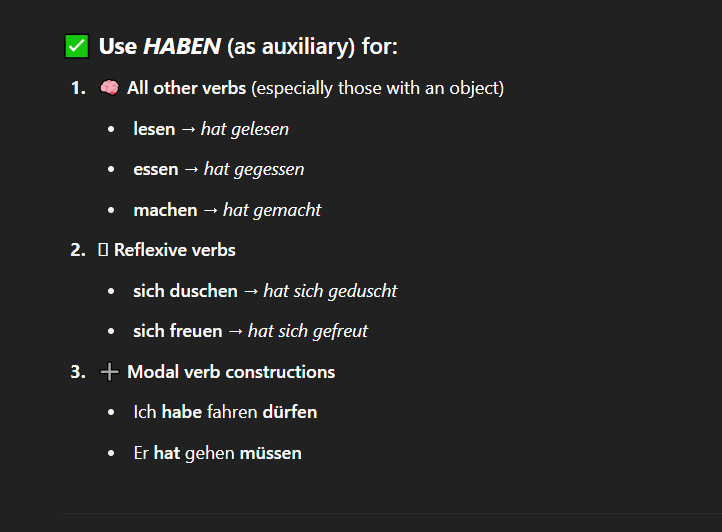 ✅ Use HABEN (as auxiliary) for:
1. 🧠 All other verbs (especially those with an object)
• lesen → hat gelesen
• essen → hat gegessen
• machen → hat gemacht
2. ▯ Reflexive verbs
• sich duschen → hat sich geduscht
• sich freuen → hat sich gefreut
3. ➕ Modal verb constructions
• Ich habe fahren dürfen
• Er hat gehen müssen